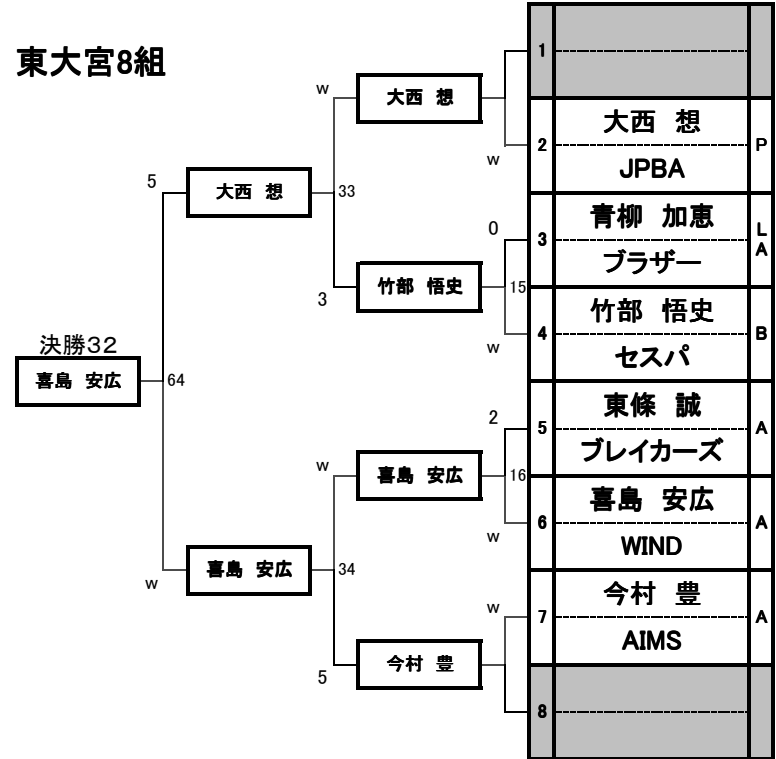 東大宮8組
1
w
大西　想
大西　想
2
P
w
JPBA
5
大西　想
33
青柳　加恵
L
A
0
3
ブラザー
竹部　悟史
15
竹部　悟史
3
4
B
w
セスパ
決勝32
喜島　安広
64
東條　誠
2
5
A
ブレイカーズ
w
喜島　安広
16
喜島　安広
6
A
w
WIND
喜島　安広
34
w
今村　豊
w
7
A
AIMS
今村　豊
5
8